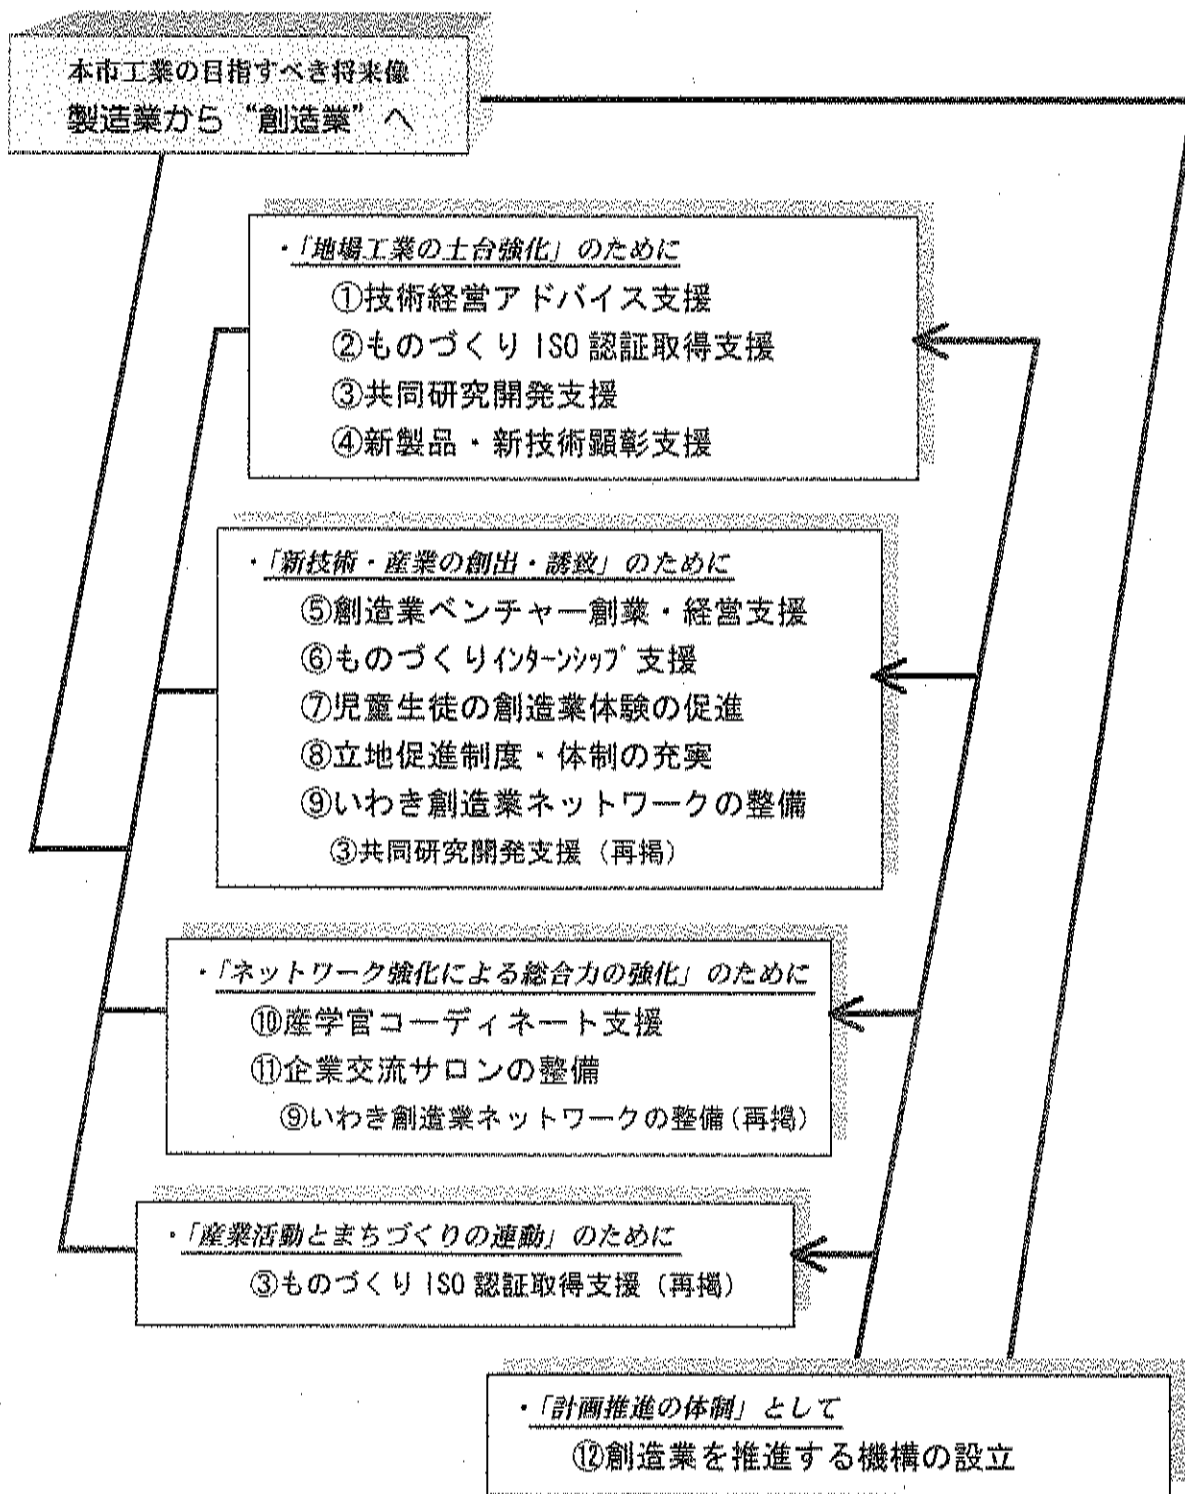 本市工業の目指すべき将来像
製造業から“創造業”へ
・「地場工業の土台強化」のために
①技術経営アドバイス支援
②ものづくり ISO 認証取得支援
③共同研究開発支援
④新製品・新技術顕彰支援
・「新技術・産業の創出・誘致」のために
⑤創造業ベンチャー創業・経営支援
⑥ものづくりインターンシップ支援
⑦児童生徒の創造業体験の促進
⑧立地促進制度・体制の充実
⑨いわき創造業ネットワークの整備
③共同研究開発支援（再掲）
・「ネットワーク強化による総合力の強化」のために
⑩産学官コーディネート支援
⑪企業交流サロンの整備
⑨いわき創造業ネットワークの整備（再掲）
・「産業活動とまちづくりの連動」のために
③ものづくり ISO 認証取得支援（再掲）
・「計画推進の体制」として
⑫創造業を推進する機構の設立